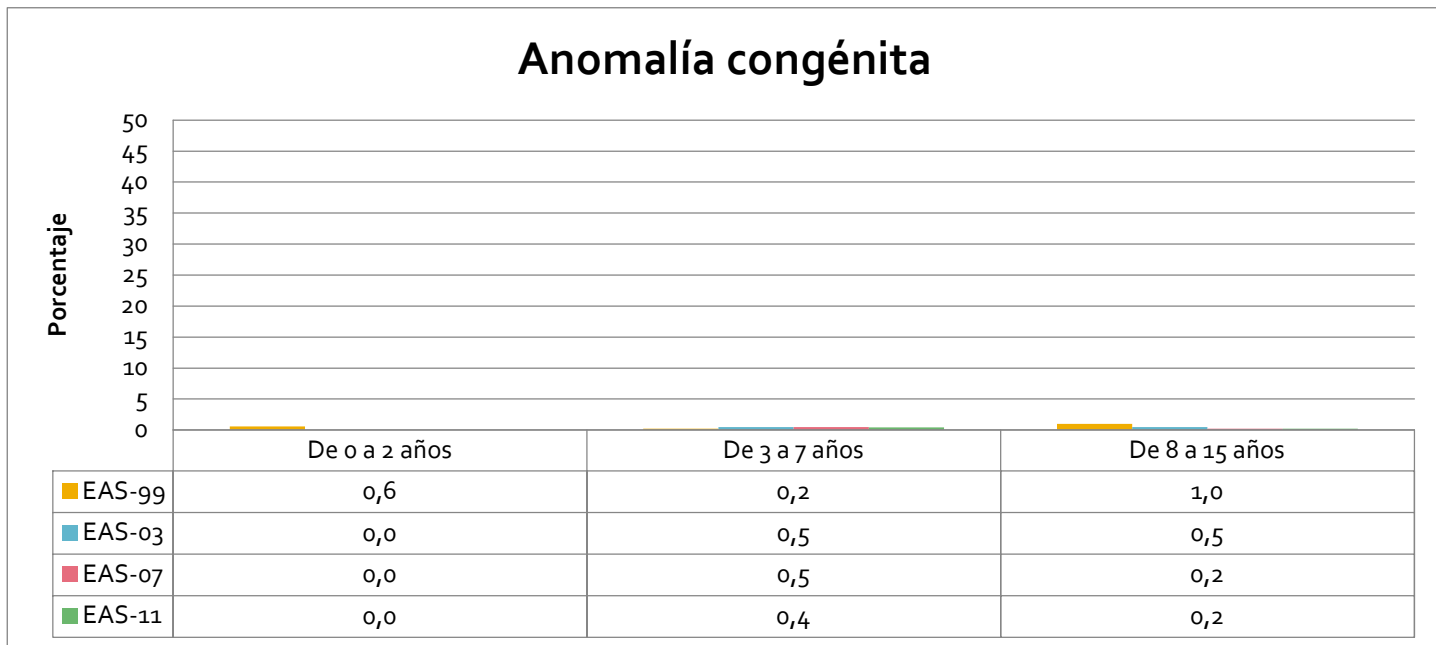 Anomalía congénita
Porcentaje
50
45
40
35
30
25
20
15
10
5
0
De 0 a 2 años De 3 a 7 años De 8 a 15 años
EAS-99 0,6 0,2 1,0
EAS-03 0,0 0,5 0,5
EAS-07 0,0 0,5 0,2
EAS-11 0,0 0,4 0,2